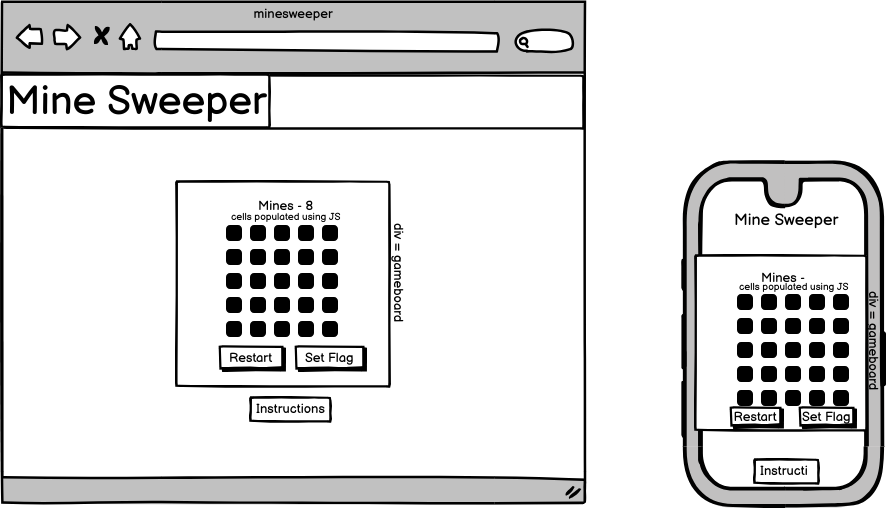 minesweeper
Mine Sweeper
Mines - 8
cells populated using JS
div = gameboard
Restart
Set Flag
Instructions
Mine Sweeper
Mines -
cells populated using JS
div = gameboard
Restart
Set Flag
Instructi